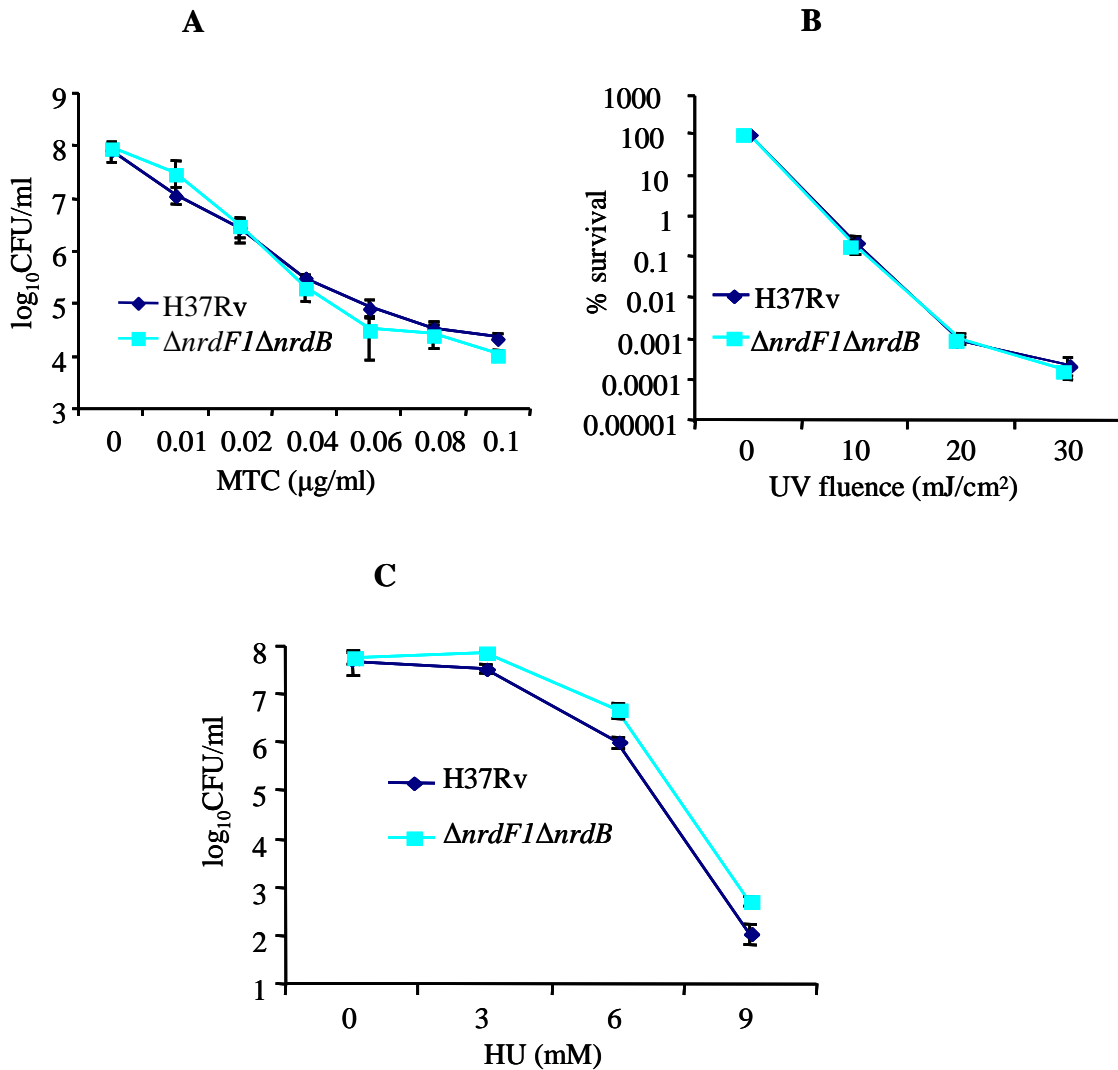 A
9
8
7
6
5
4
3
log₁₀CFU/ml
H37Rv
ΔnrdF1ΔnrdB
0 0.01 0.02 0.04 0.06 0.08 0.1
MTC (μg/ml)
B
1000
100
10
1
0.1
0.01
0.001
0.0001
0.00001
% survival
H37Rv
ΔnrdF1ΔnrdB
0 10 20 30
UV fluence (mJ/cm²)
C
8
7
6
5
4
3
2
1
log₁₀CFU/ml
H37Rv
ΔnrdF1ΔnrdB
0 3 6 9
HU (mM)